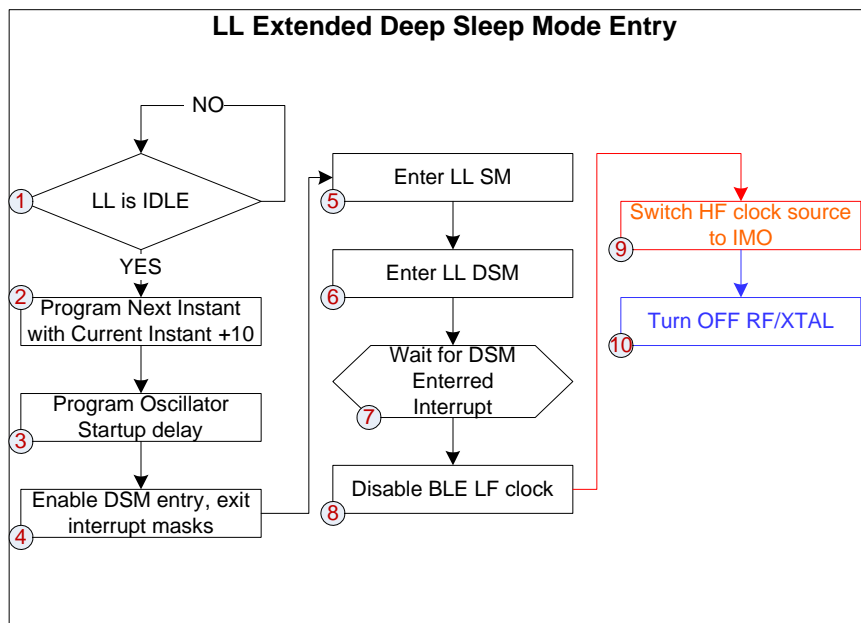 LL Extended Deep Sleep Mode Entry
NO
1
LL is IDLE
YES
2
Program Next Instant
with Current Instant +10
3
Program Oscillator
Startup delay
4
Enable DSM entry, exit
interrupt masks
5
Enter LL SM
6
Enter LL DSM
7
Wait for DSM
Enterred
Interrupt
8
Disable BLE LF clock
9
Switch HF clock source
to IMO
10
Turn OFF RF/XTAL